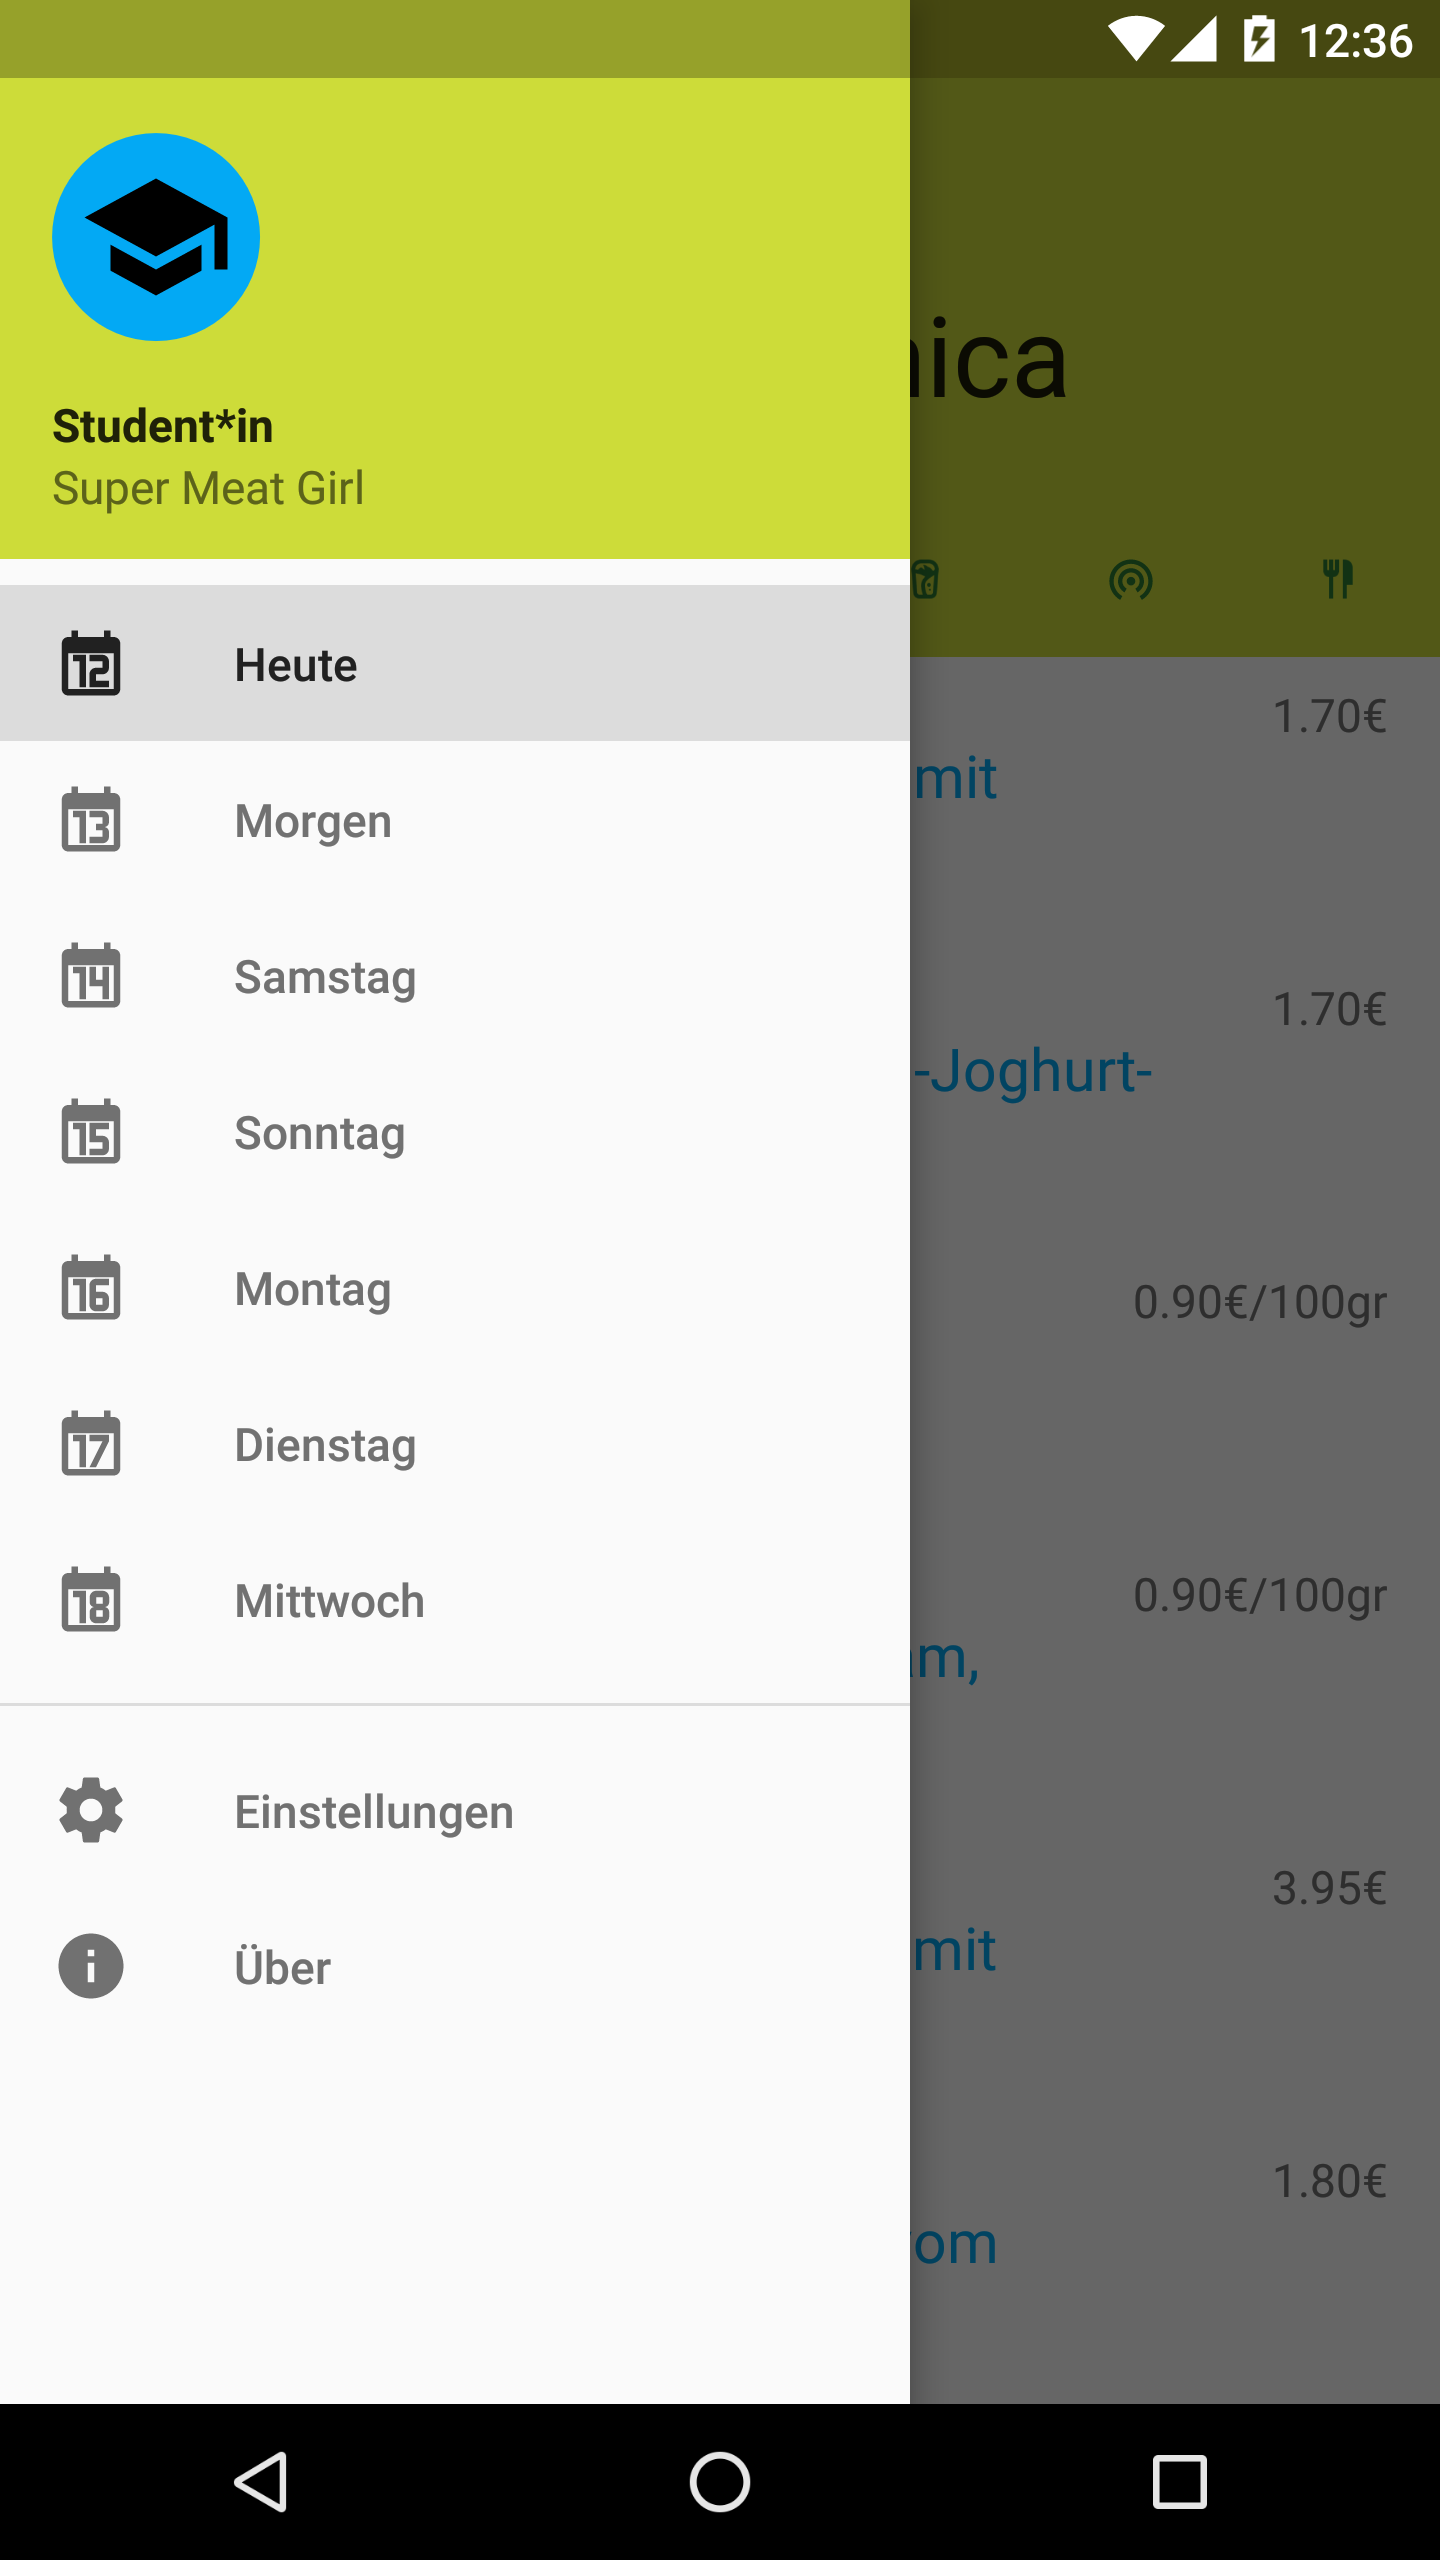 12:36
nica
Student*in
Super Meat Girl
12 Heute
1.70€
mit
13 Morgen
14 Samstag
1.70€
-Joghurt-
15 Sonntag
16 Montag
0.90€/100gr
17 Dienstag
18 Mittwoch
0.90€/100gr
m,
Einstellungen
3.95€
Über
mit
1.80€
om